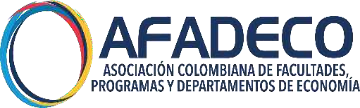 AFADECO
ASOCIACIÓN COLOMBIANA DE FACULTADES,
PROGRAMAS Y DEPARTAMENTOS DE ECONOMÍA